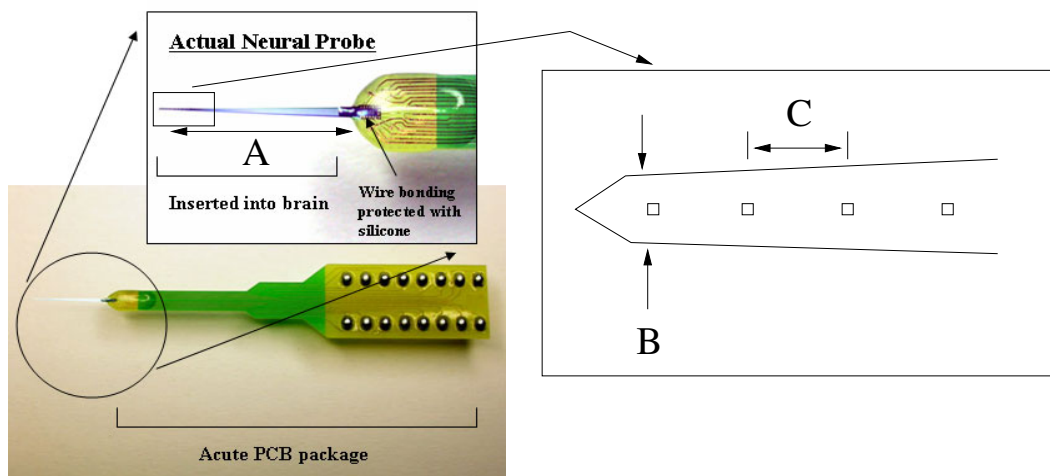 Actual Neural Probe
A
Inserted into brain
Wire bonding
protected with
silicone
C
B
Acute PCB package